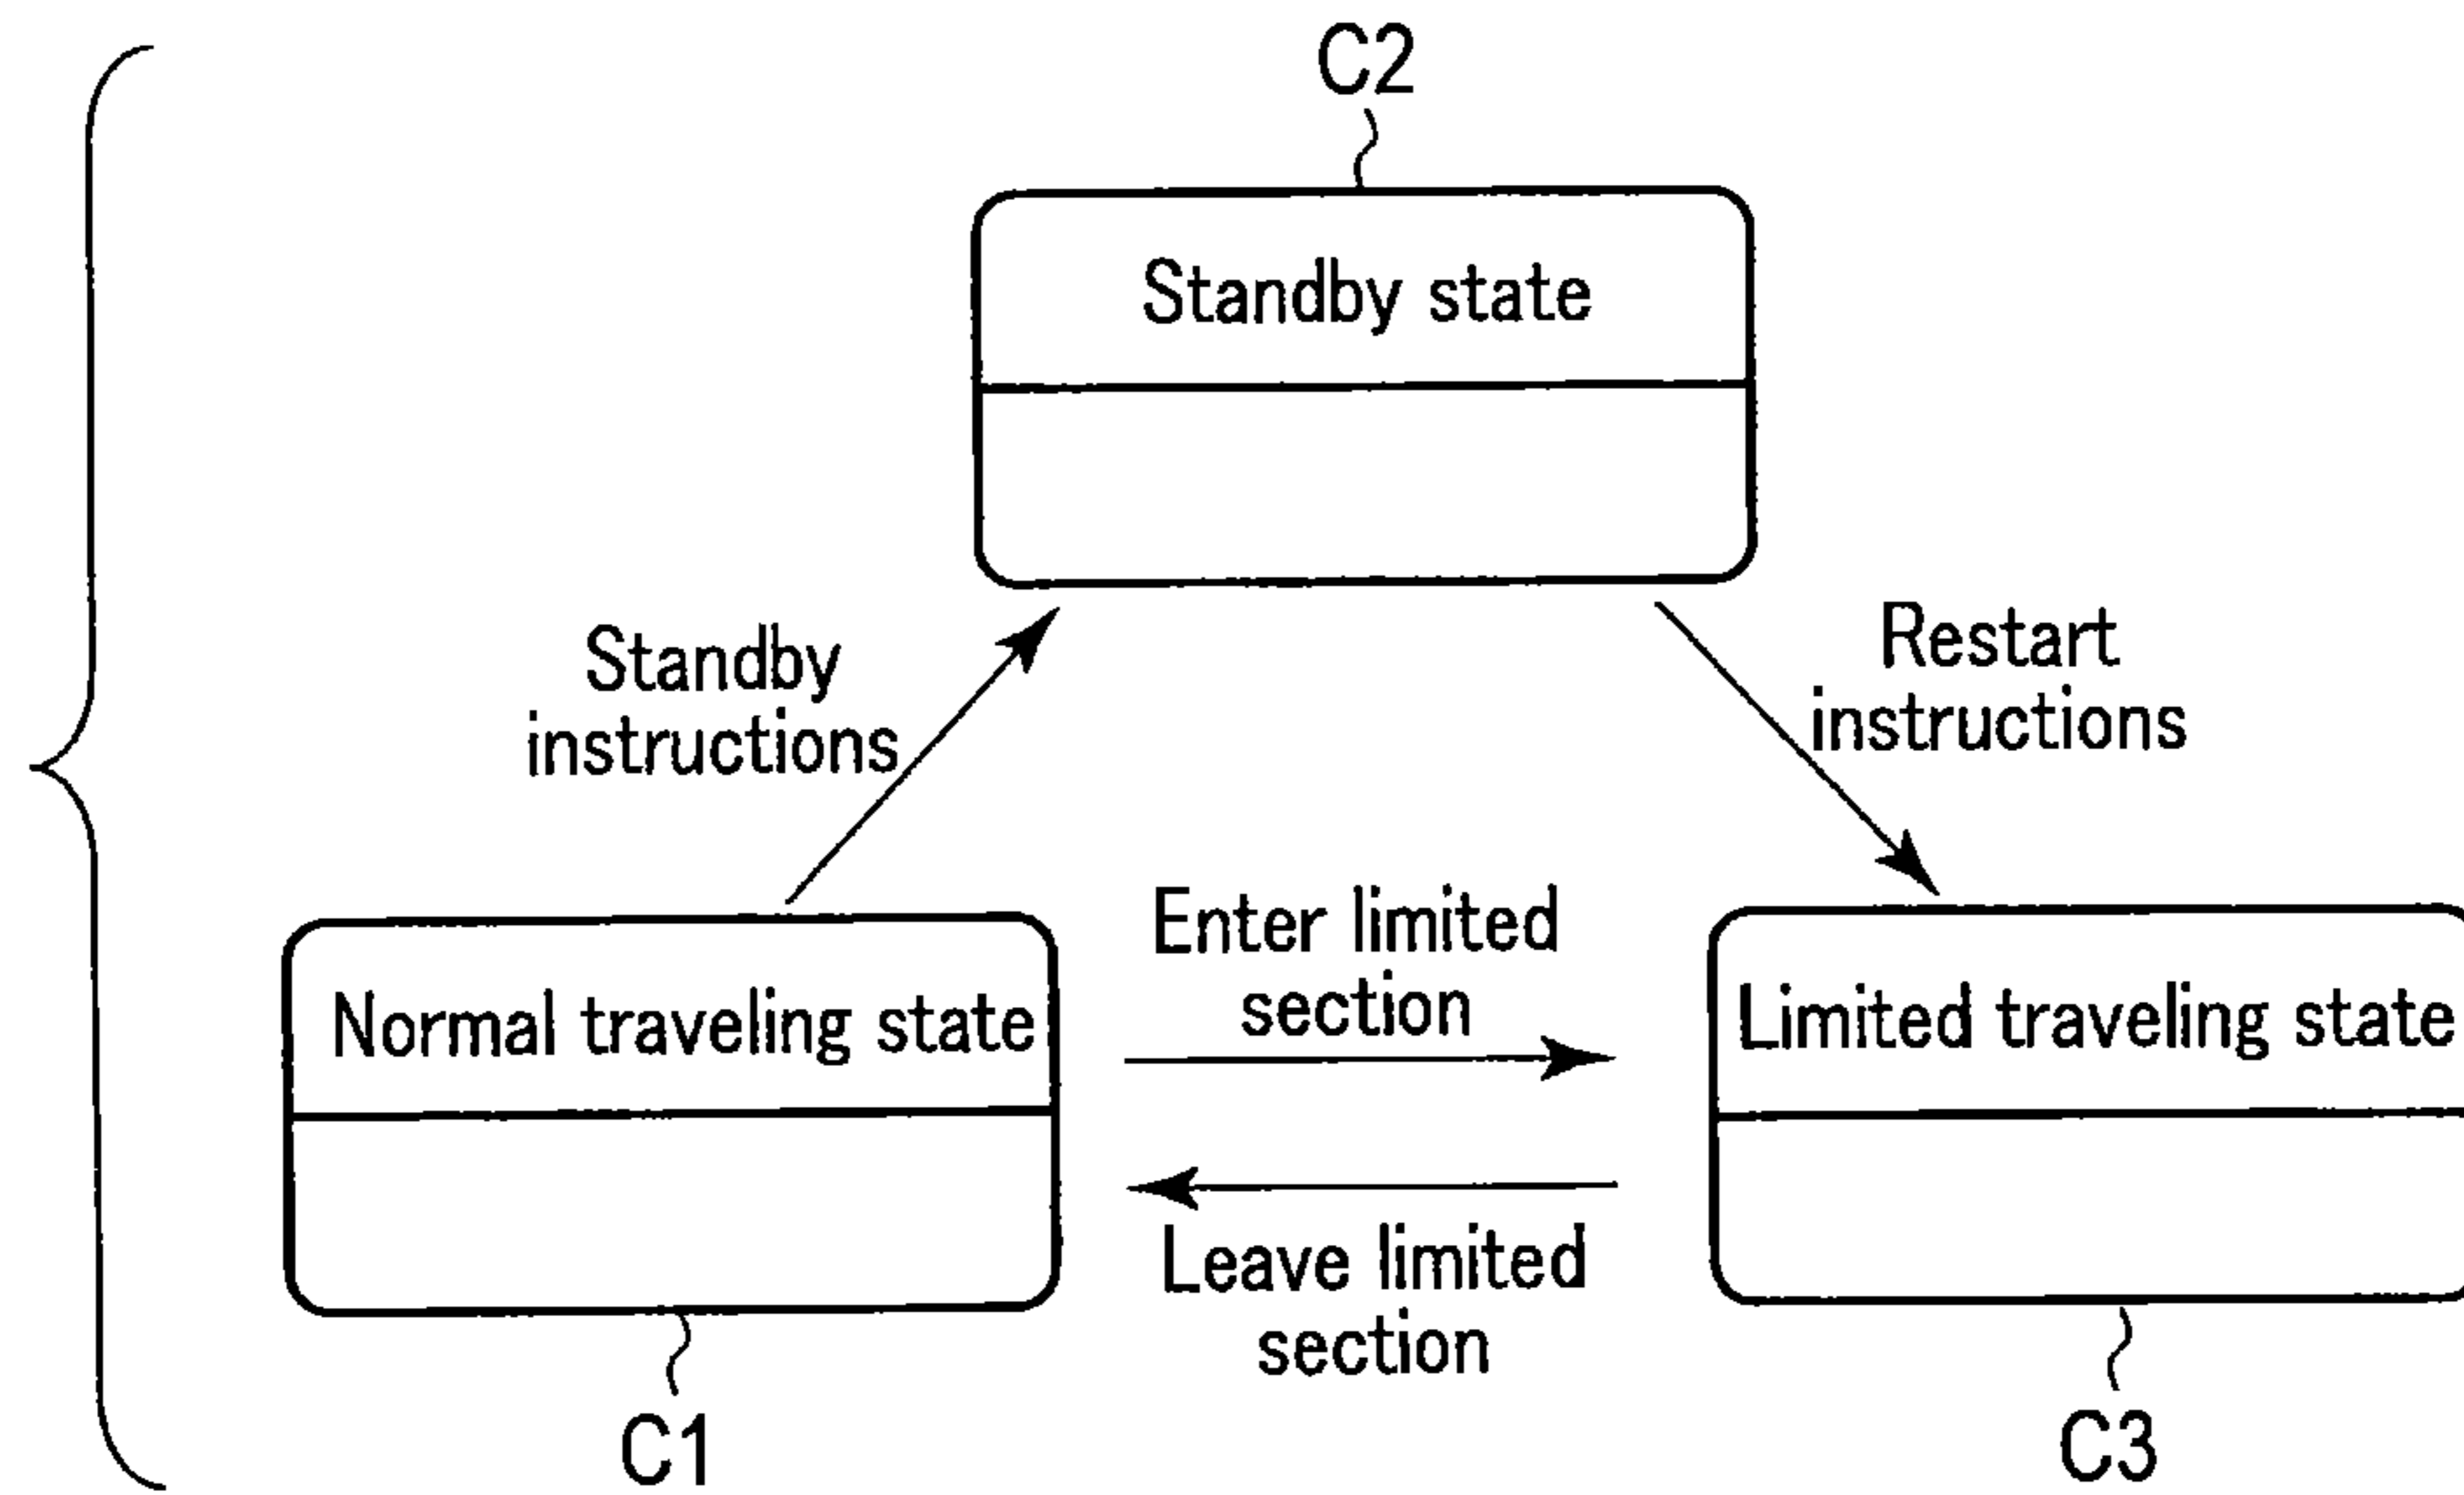 C2
Standby state
Standby
instructions
Restart
instructions
Enter limited
section
Normal traveling state
Limited traveling state
Leave limited
section
C1
C3